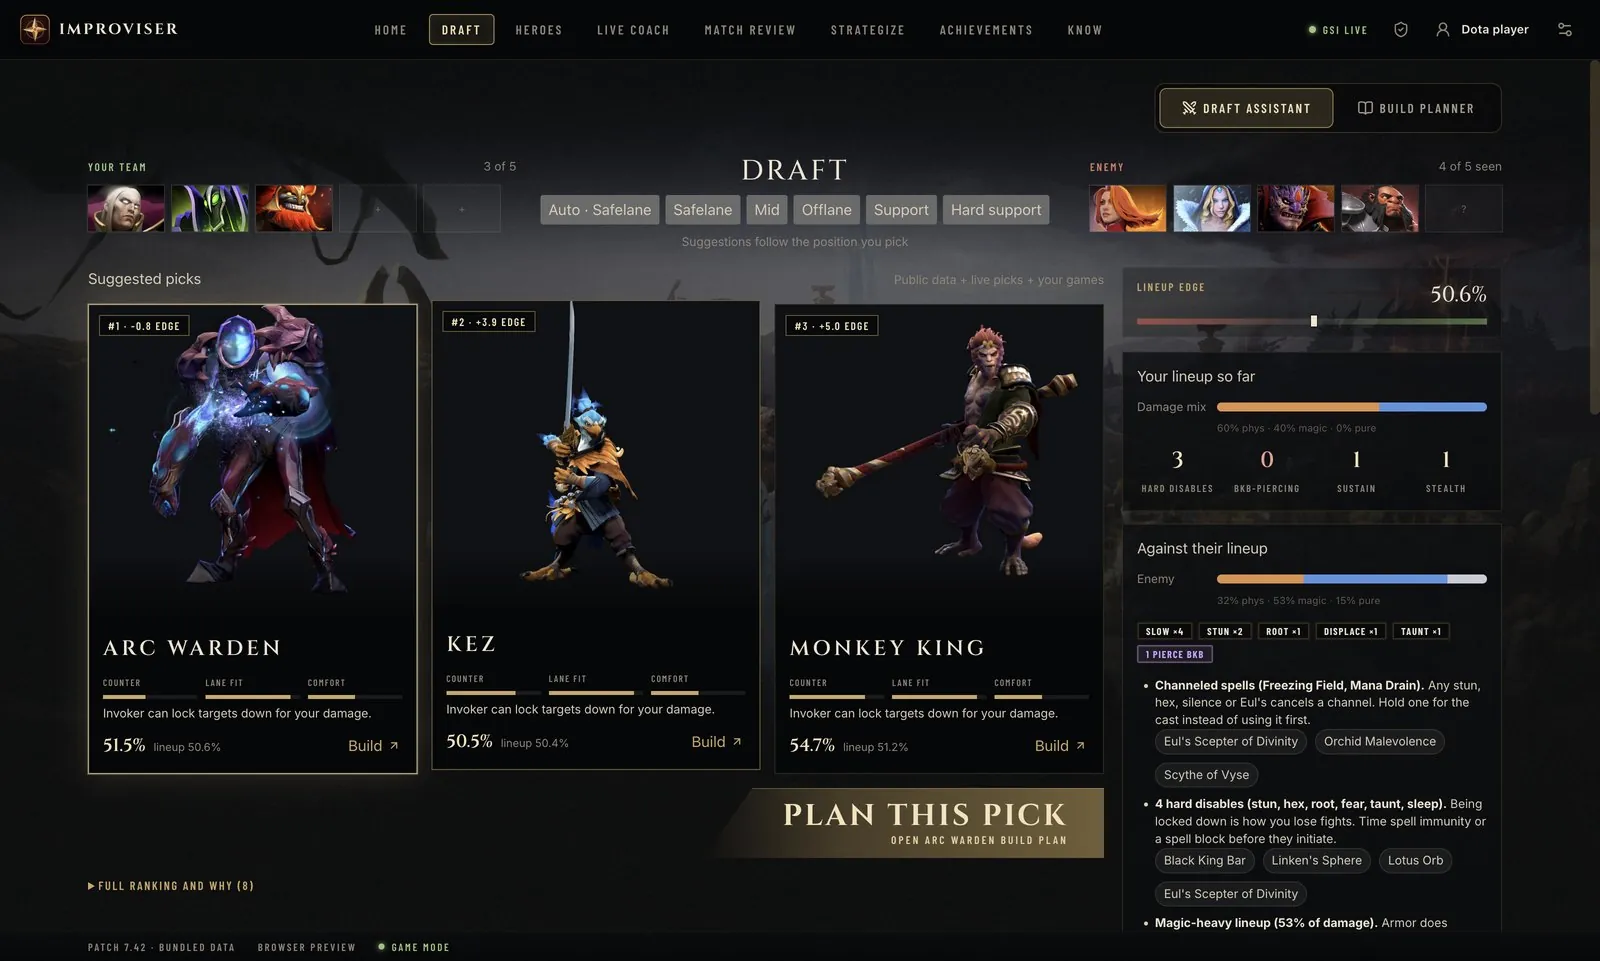 IMPROVISER
HOME
DRAFT
HEROES
LIVE COACH
MATCH REVIEW
STRATEGIZE
ACHIEVEMENTS
KNOW
GSI LIVE
Dota player
DRAFT ASSISTANT
BUILD PLANNER
YOUR TEAM
3 of 5
DRAFT
ENEMY
4 of 5 seen
+
+
?
Auto · Safelane
Safelane
Mid
Offlane
Support
Hard support
Suggestions follow the position you pick
Suggested picks
Public data + live picks + your games
#1 · -0.8 EDGE
ARC WARDEN
COUNTER
LANE FIT
COMFORT
Invoker can lock targets down for your damage.
51.5% lineup 50.6%
Build ↗
#2 · +3.9 EDGE
KEZ
COUNTER
LANE FIT
COMFORT
Invoker can lock targets down for your damage.
50.5% lineup 50.4%
Build ↗
#3 · +5.0 EDGE
MONKEY KING
COUNTER
LANE FIT
COMFORT
Invoker can lock targets down for your damage.
54.7% lineup 51.2%
Build ↗
PLAN THIS PICK
OPEN ARC WARDEN BUILD PLAN
▶ FULL RANKING AND WHY (8)
LINEUP EDGE
50.6%
Your lineup so far
Damage mix
60% phys · 40% magic · 0% pure
3
0
1
1
HARD DISABLES
BKB-PIERCING
SUSTAIN
STEALTH
Against their lineup
Enemy
32% phys · 53% magic · 15% pure
SLOW ×4
STUN ×2
ROOT ×1
DISPLACE ×1
TAUNT ×1
1 PIERCE BKB
• Channeled spells (Freezing Field, Mana Drain). Any stun,
hex, silence or Eul's cancels a channel. Hold one for the
cast instead of using it first.
Eul's Scepter of Divinity
Orchid Malevolence
Scythe of Vyse
• 4 hard disables (stun, hex, root, fear, taunt, sleep). Being
locked down is how you lose fights. Time spell immunity or
a spell block before they initiate.
Black King Bar
Linken's Sphere
Lotus Orb
Eul's Scepter of Divinity
• Magic-heavy lineup (53% of damage). Armor does
PATCH 7.42 · BUNDLED DATA
BROWSER PREVIEW
GAME MODE